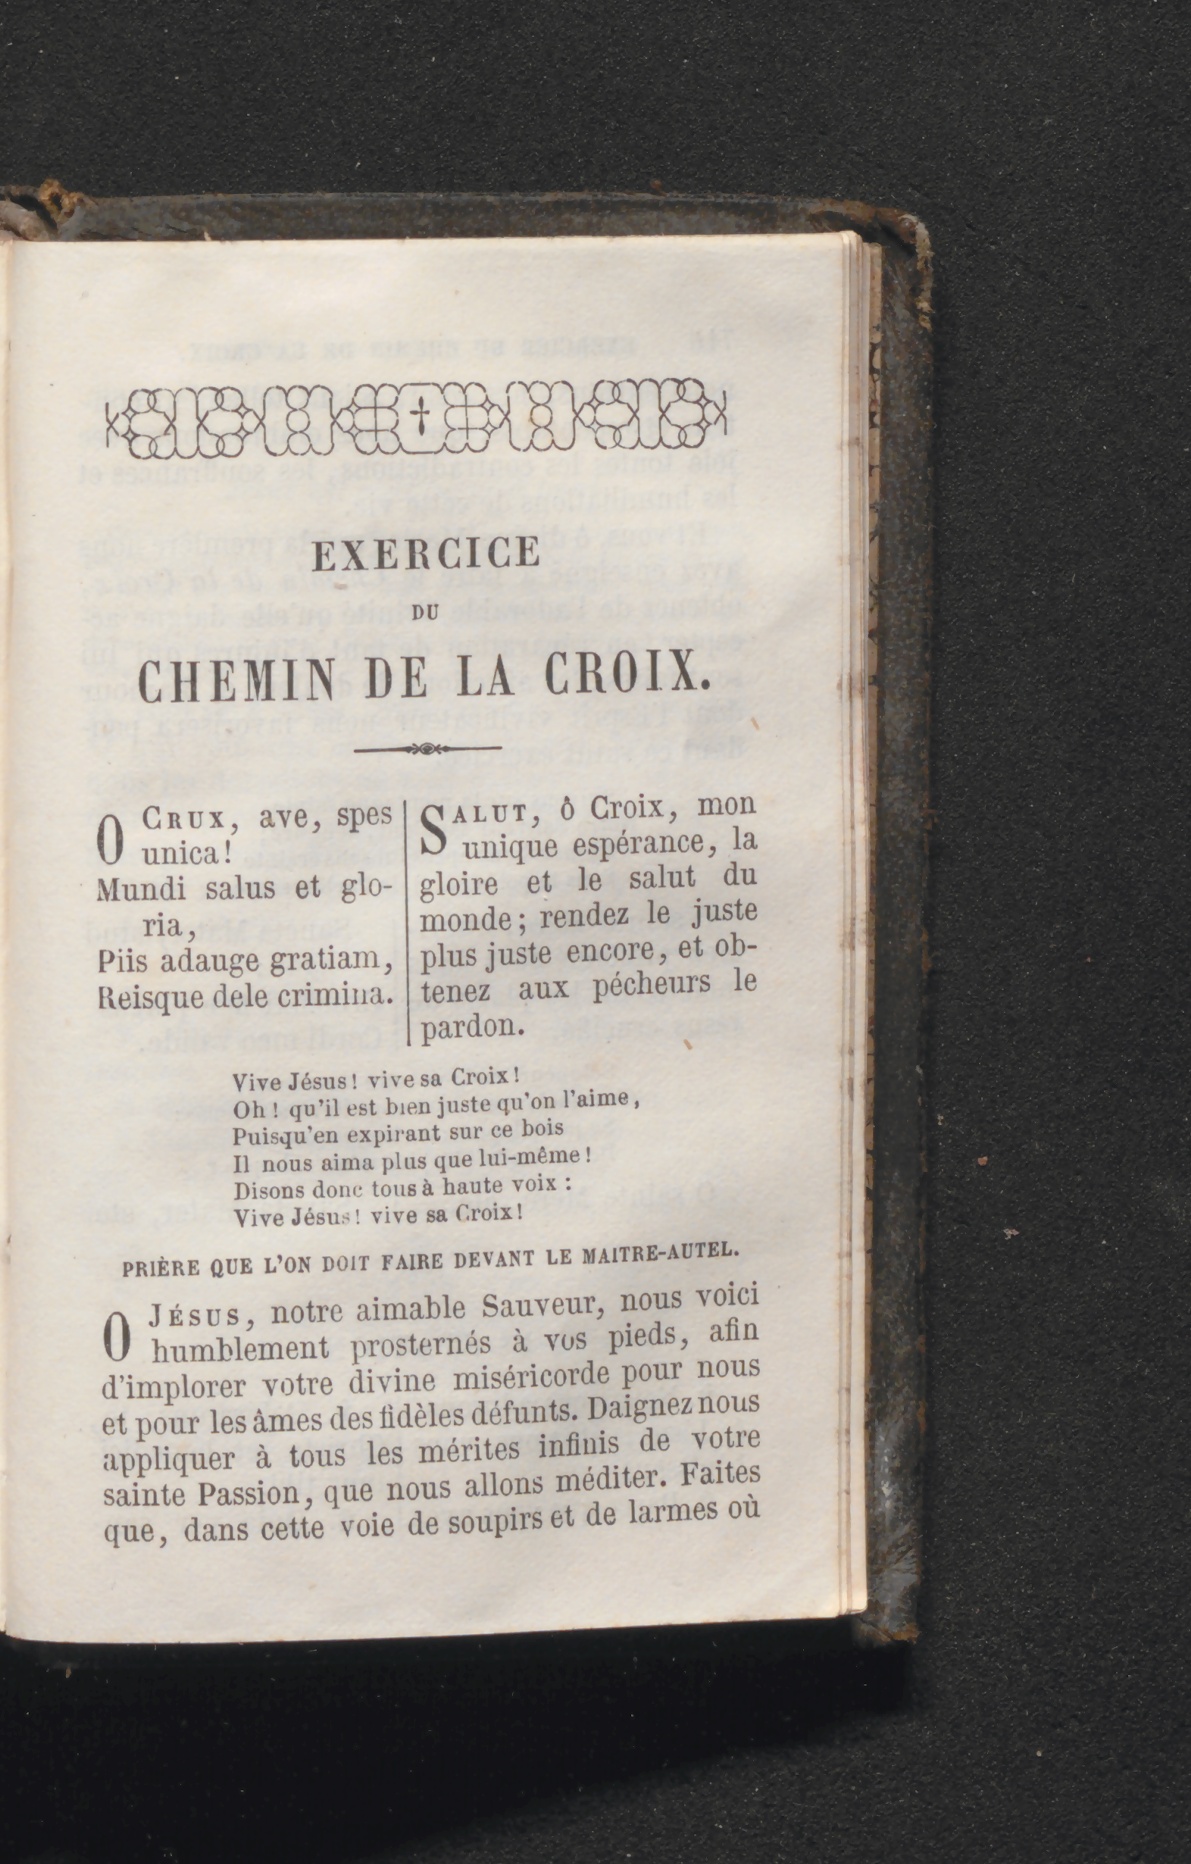 EXERCICE
DU
CHEMIN DE LA CROIX.
O CRUX, ave, spes
unica!
Mundi salus et glo-
ria,
Piis adauge gratiam,
Reisque dele crimina.
SALUT, ô Croix, mon
unique espérance, la
gloire et le salut du
monde; rendez le juste
plus juste encore, et ob-
tenez aux pécheurs le
pardon.
Vive Jésus! vive sa Croix!
Oh! qu'il est bien juste qu'on l'aime,
Puisqu'en expirant sur ce bois
Il nous aima plus que lui-même!
Disons donc tous à haute voix :
Vive Jésus! vive sa Croix!
PRIÈRE QUE L'ON DOIT FAIRE DEVANT LE MAITRE-AUTEL.
O JÉSUS, notre aimable Sauveur, nous voici
humblement prosternés à vos pieds, afin
d'implorer votre divine miséricorde pour nous
et pour les âmes des fidèles défunts. Daignez nous
appliquer à tous les mérites infinis de votre
sainte Passion, que nous allons méditer. Faites
que, dans cette voie de soupirs et de larmes où